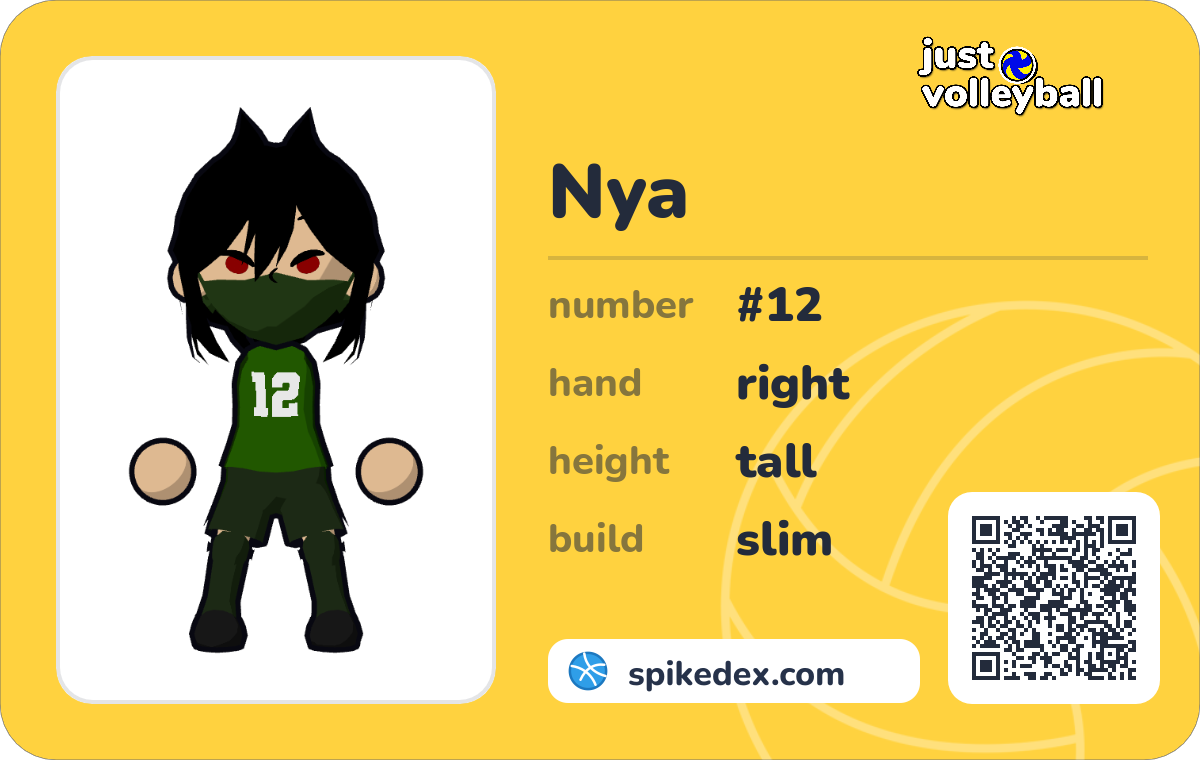 just
volleyball
Nya
number #12
hand right
height tall
build slim
12
spikedex.com